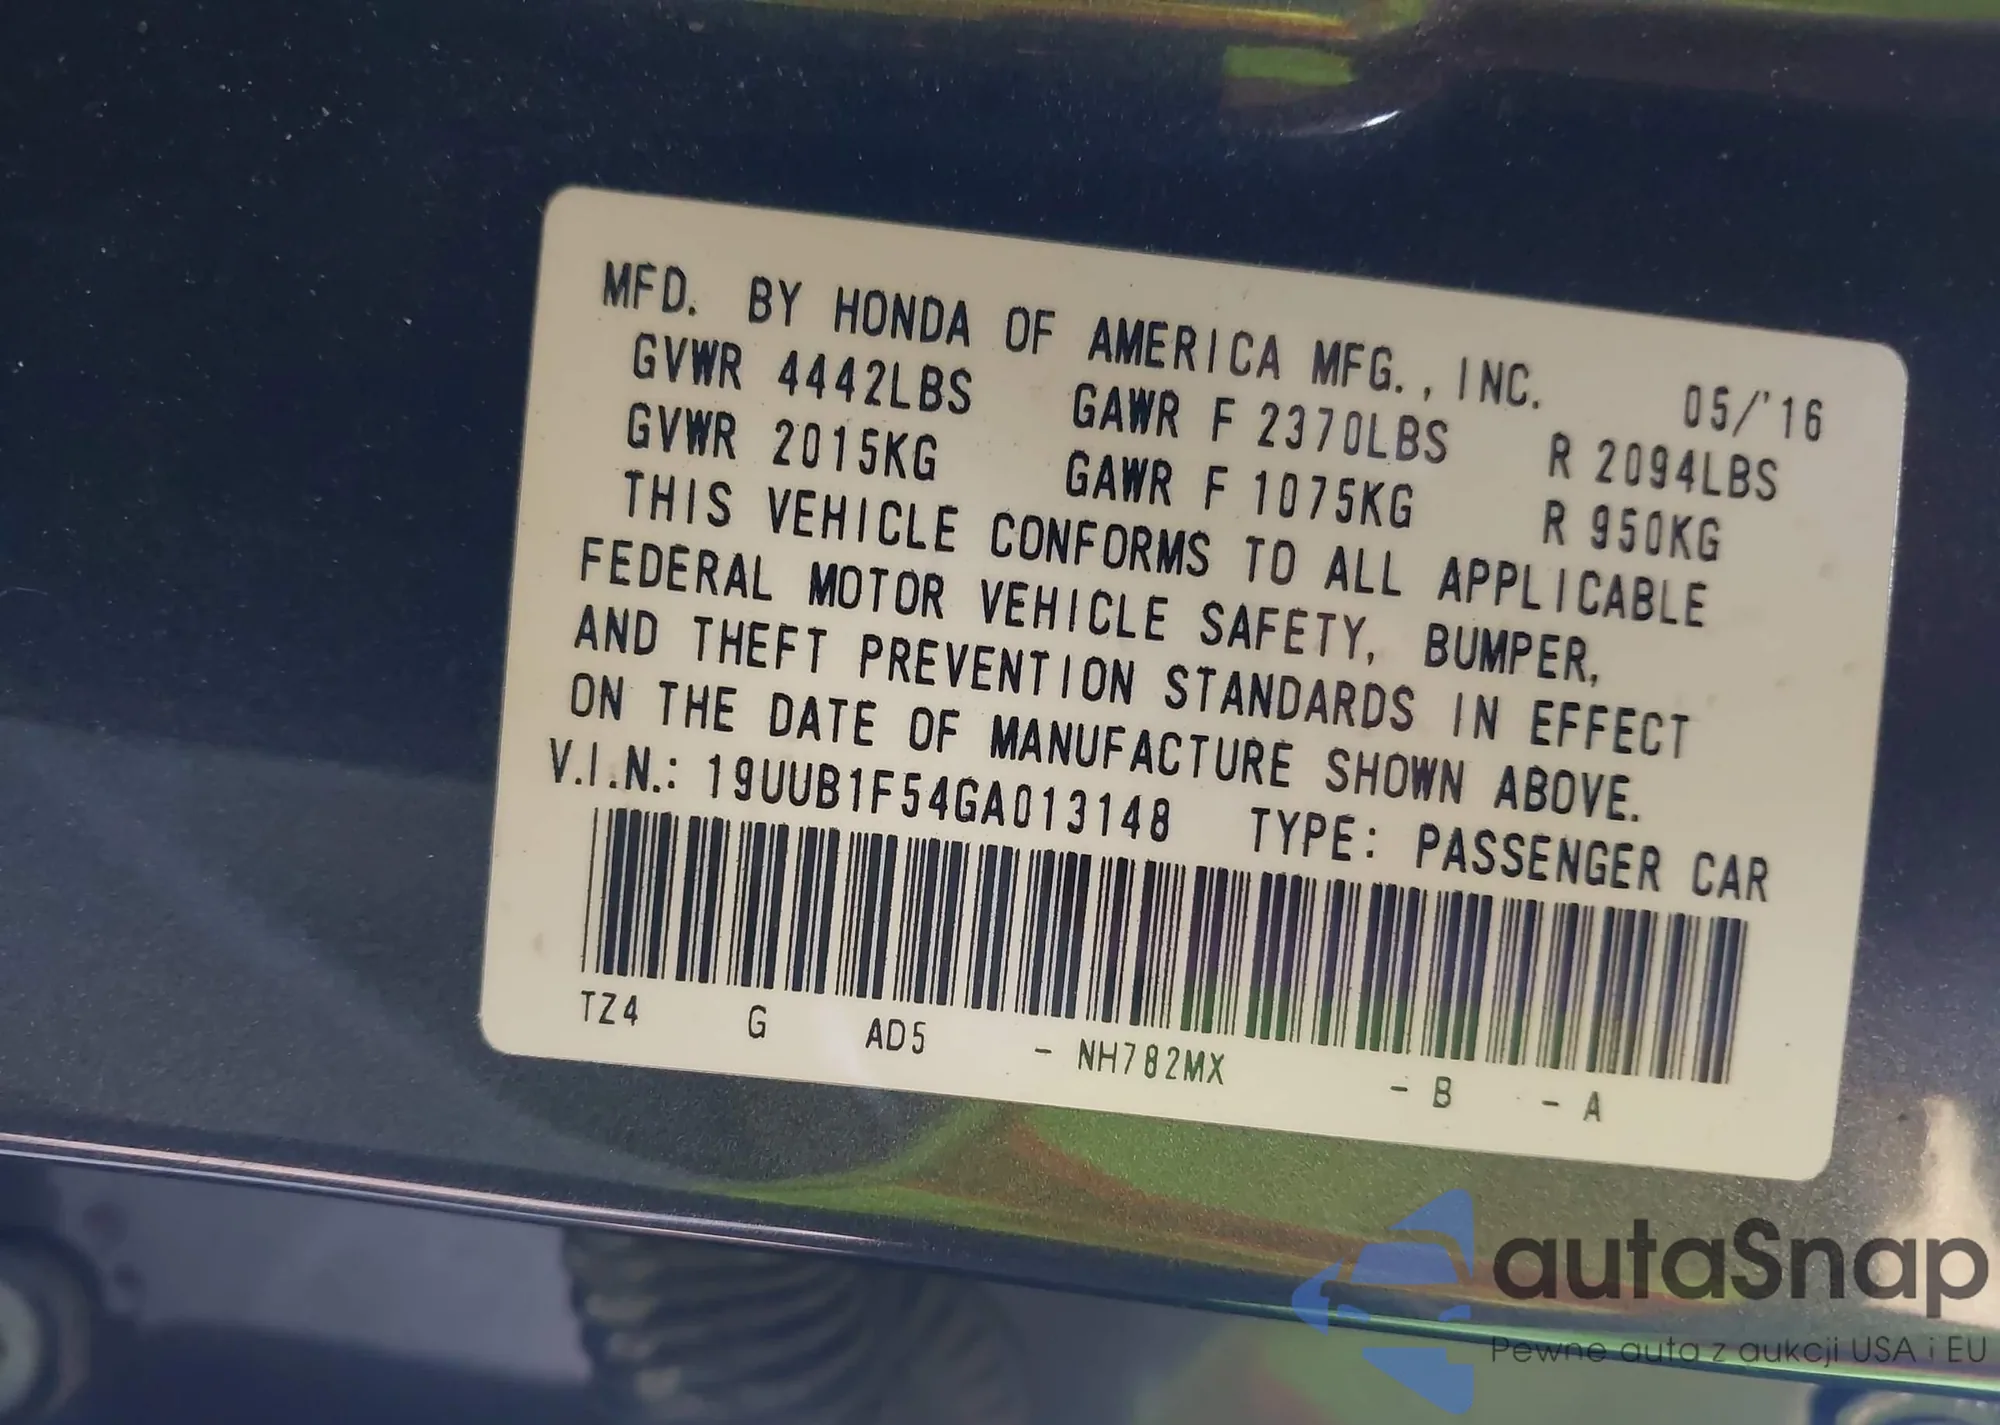 MFD. BY HONDA OF AMERICA MFG., INC. 05/'16
GVWR 4442LBS GAWR F 2370LBS R 2094LBS
GVWR 2015KG GAWR F 1075KG R 950KG
THIS VEHICLE CONFORMS TO ALL APPLICABLE
FEDERAL MOTOR VEHICLE SAFETY, BUMPER,
AND THEFT PREVENTION STANDARDS IN EFFECT
ON THE DATE OF MANUFACTURE SHOWN ABOVE.
V.I.N.: 19UUB1F54GA013148 TYPE: PASSENGER CAR
TZ4 G AD5 - NH782MX - B - A
autaSnap
Pewne auta z aukcji USA i EU